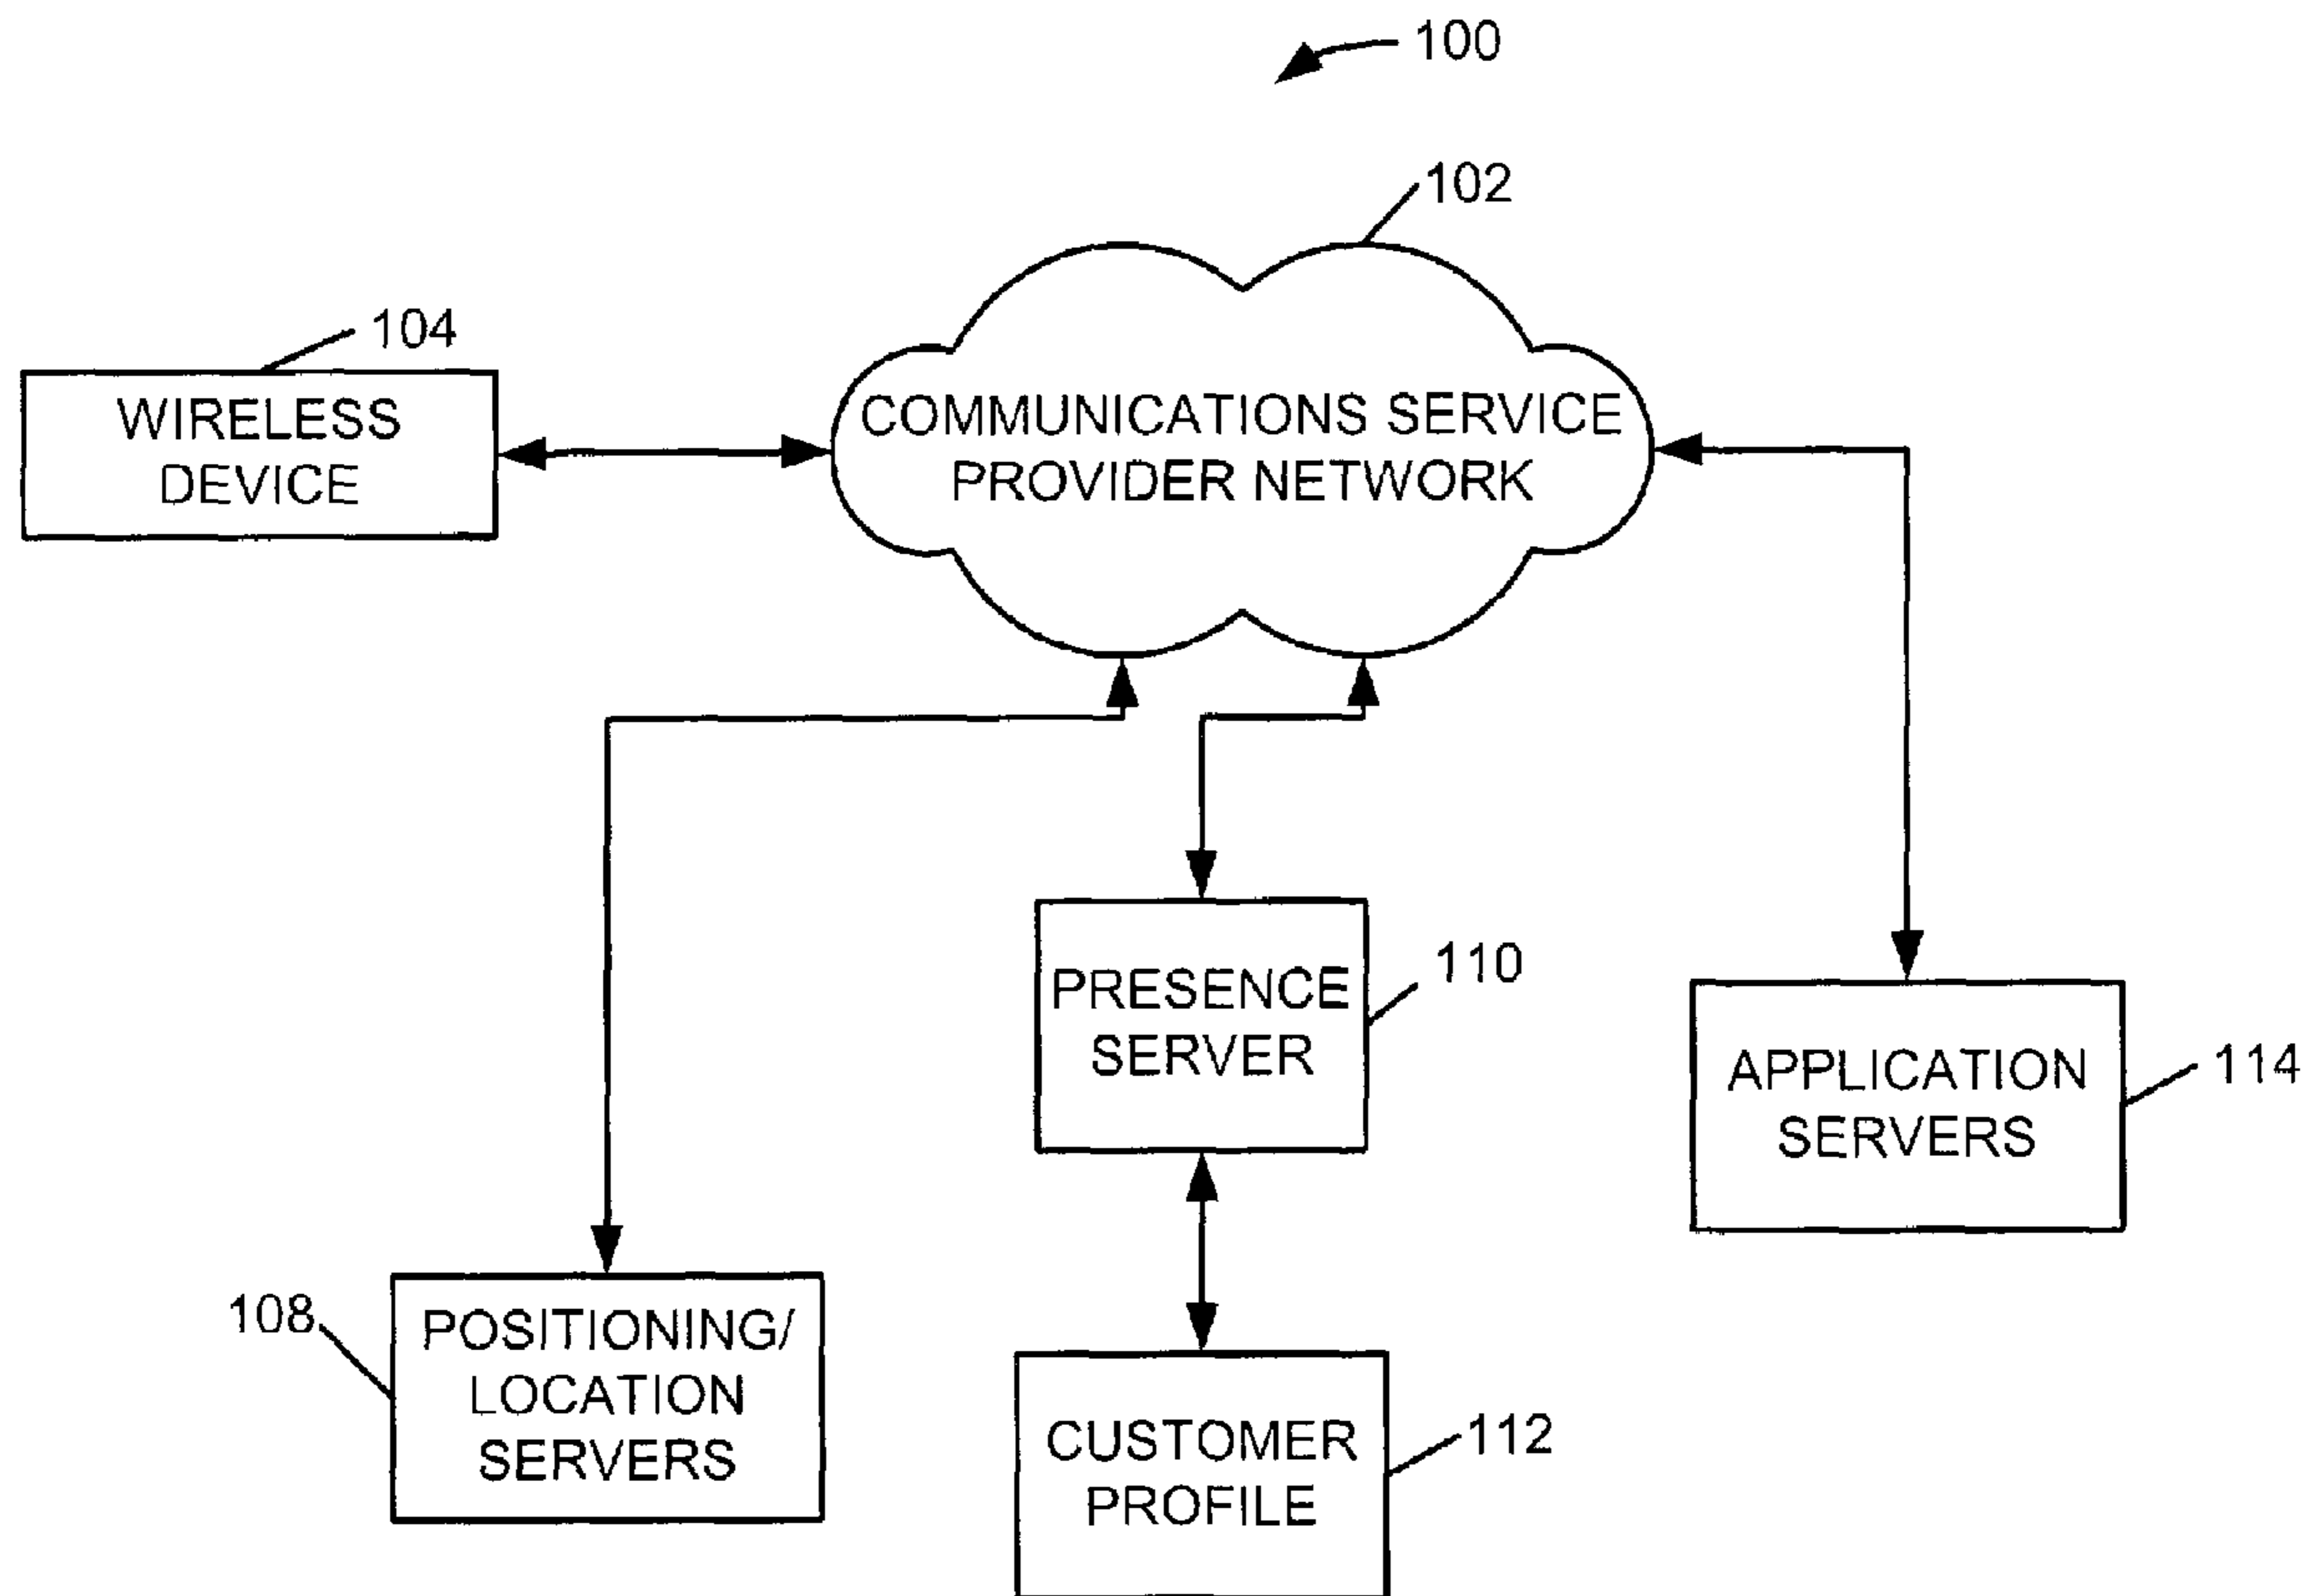 100
102
104
WIRELESS
DEVICE
COMMUNICATIONS SERVICE
PROVIDER NETWORK
110
PRESENCE
SERVER
114
APPLICATION
SERVERS
108
POSITIONING/
LOCATION
SERVERS
112
CUSTOMER
PROFILE